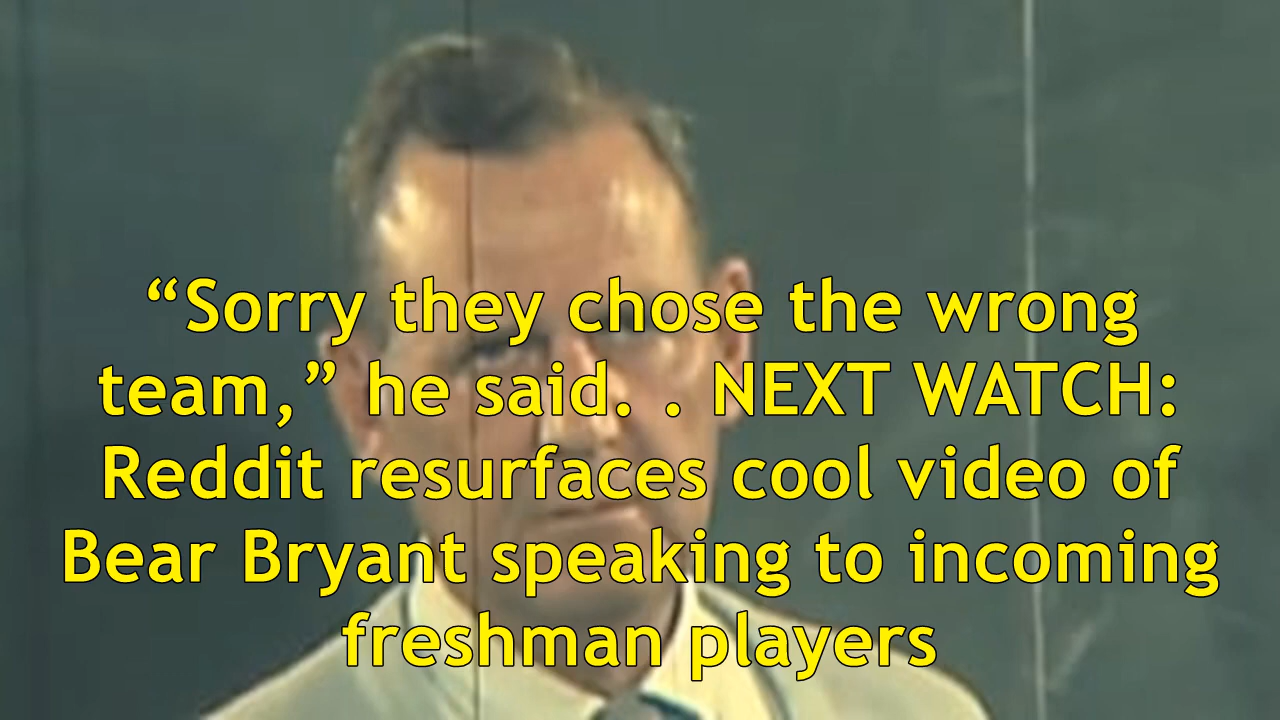 “Sorry they chose the wrong
team,” he said. . NEXT WATCH:
Reddit resurfaces cool video of
Bear Bryant speaking to incoming
freshman players